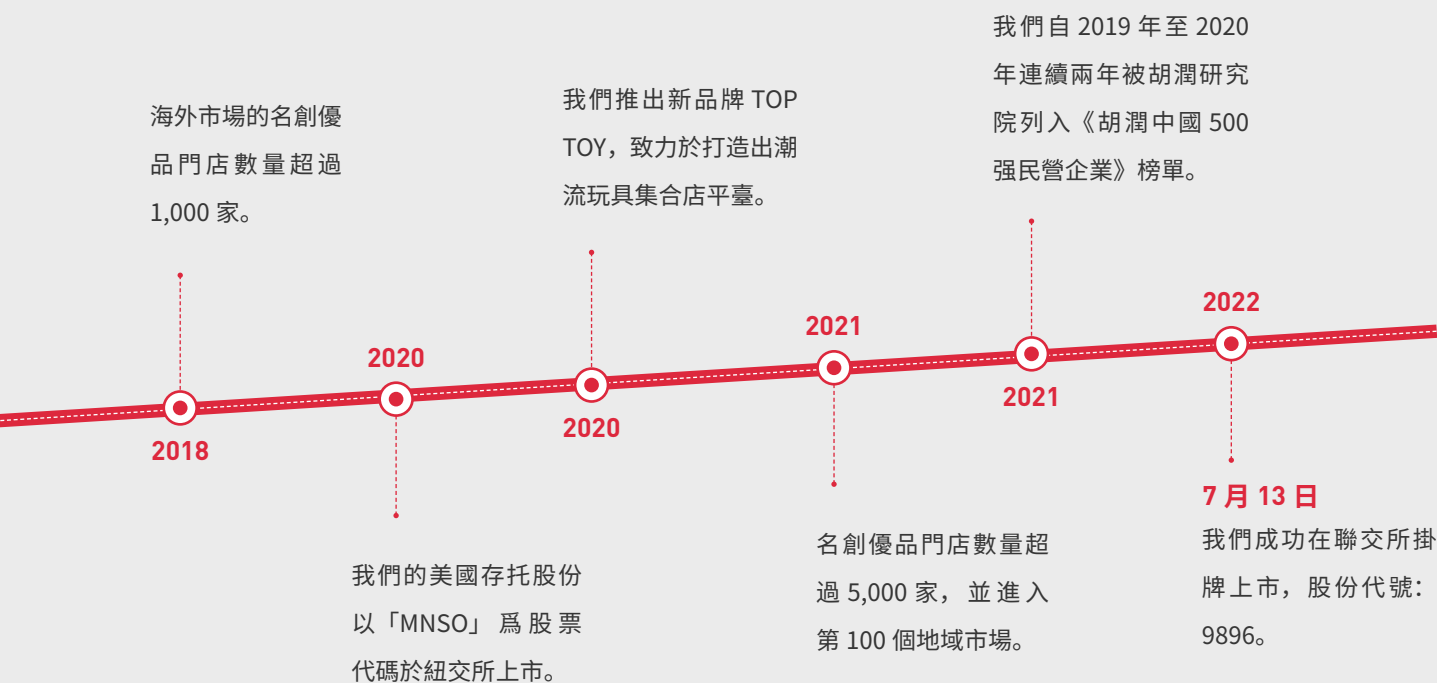 海外市場的名創優
品門店數量超過
1,000 家。
2018
2020
我們的美國存托股份
以「MNSO」 爲股票
代碼於紐交所上市。
我們推出新品牌 TOP
TOY，致力於打造出潮
流玩具集合店平臺。
2020
2021
名創優品門店數量超
過 5,000 家，並進入
第 100 個地域市場。
我們自 2019 年至 2020
年連續兩年被胡潤研究
院列入《胡潤中國 500
强民營企業》榜單。
2021
2022
7 月 13 日
我們成功在聯交所掛
牌上市，股份代號：
9896。